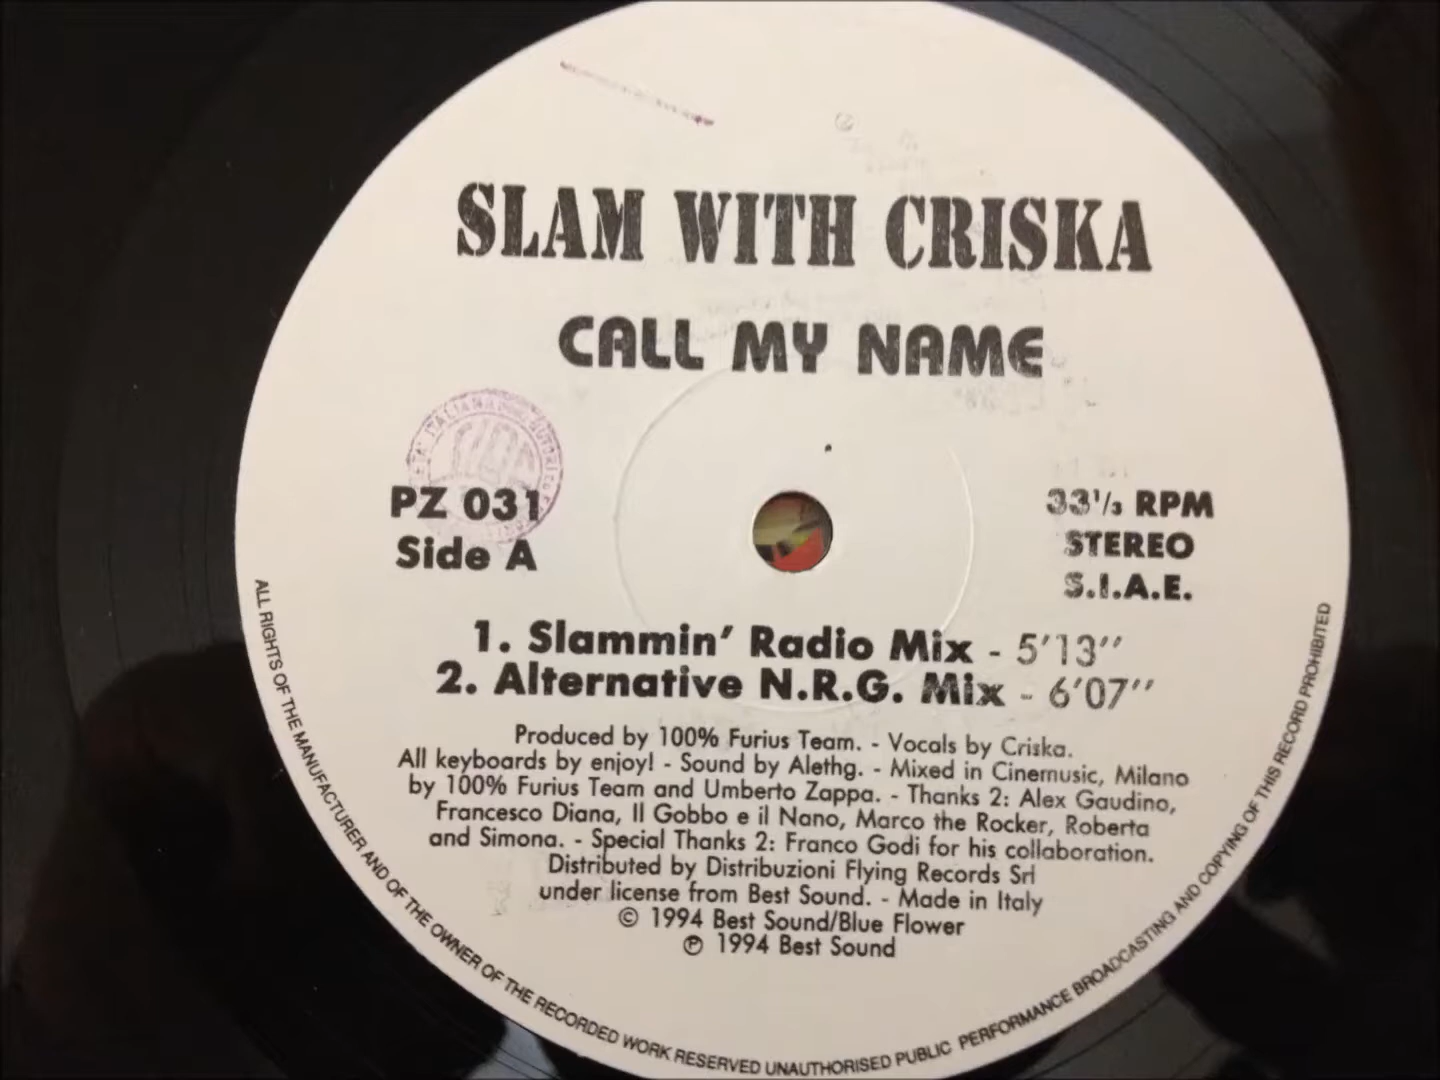 SLAM WITH CRISKA
CALL MY NAME
PZ 031
Side A
33⅓ RPM
STEREO
S.I.A.E.
1. Slammin' Radio Mix - 5'13''
2. Alternative N.R.G. Mix - 6'07''
Produced by 100% Furius Team. - Vocals by Criska.
All keyboards by enjoy! - Sound by Alethg. - Mixed in Cinemusic, Milano
by 100% Furius Team and Umberto Zappa. - Thanks 2: Alex Gaudino,
Francesco Diana, Il Gobbo e il Nano, Marco the Rocker, Roberta
and Simona. - Special Thanks 2: Franco Godi for his collaboration.
Distributed by Distribuzioni Flying Records Srl
under license from Best Sound. - Made in Italy
© 1994 Best Sound/Blue Flower
℗ 1994 Best Sound
ALL RIGHTS OF THE MANUFACTURER AND OF THE OWNER OF THE RECORDED WORK RESERVED UNAUTHORISED PUBLIC PERFORMANCE BROADCASTING AND COPYING OF THIS RECORD PROHIBITED
ITALIANA